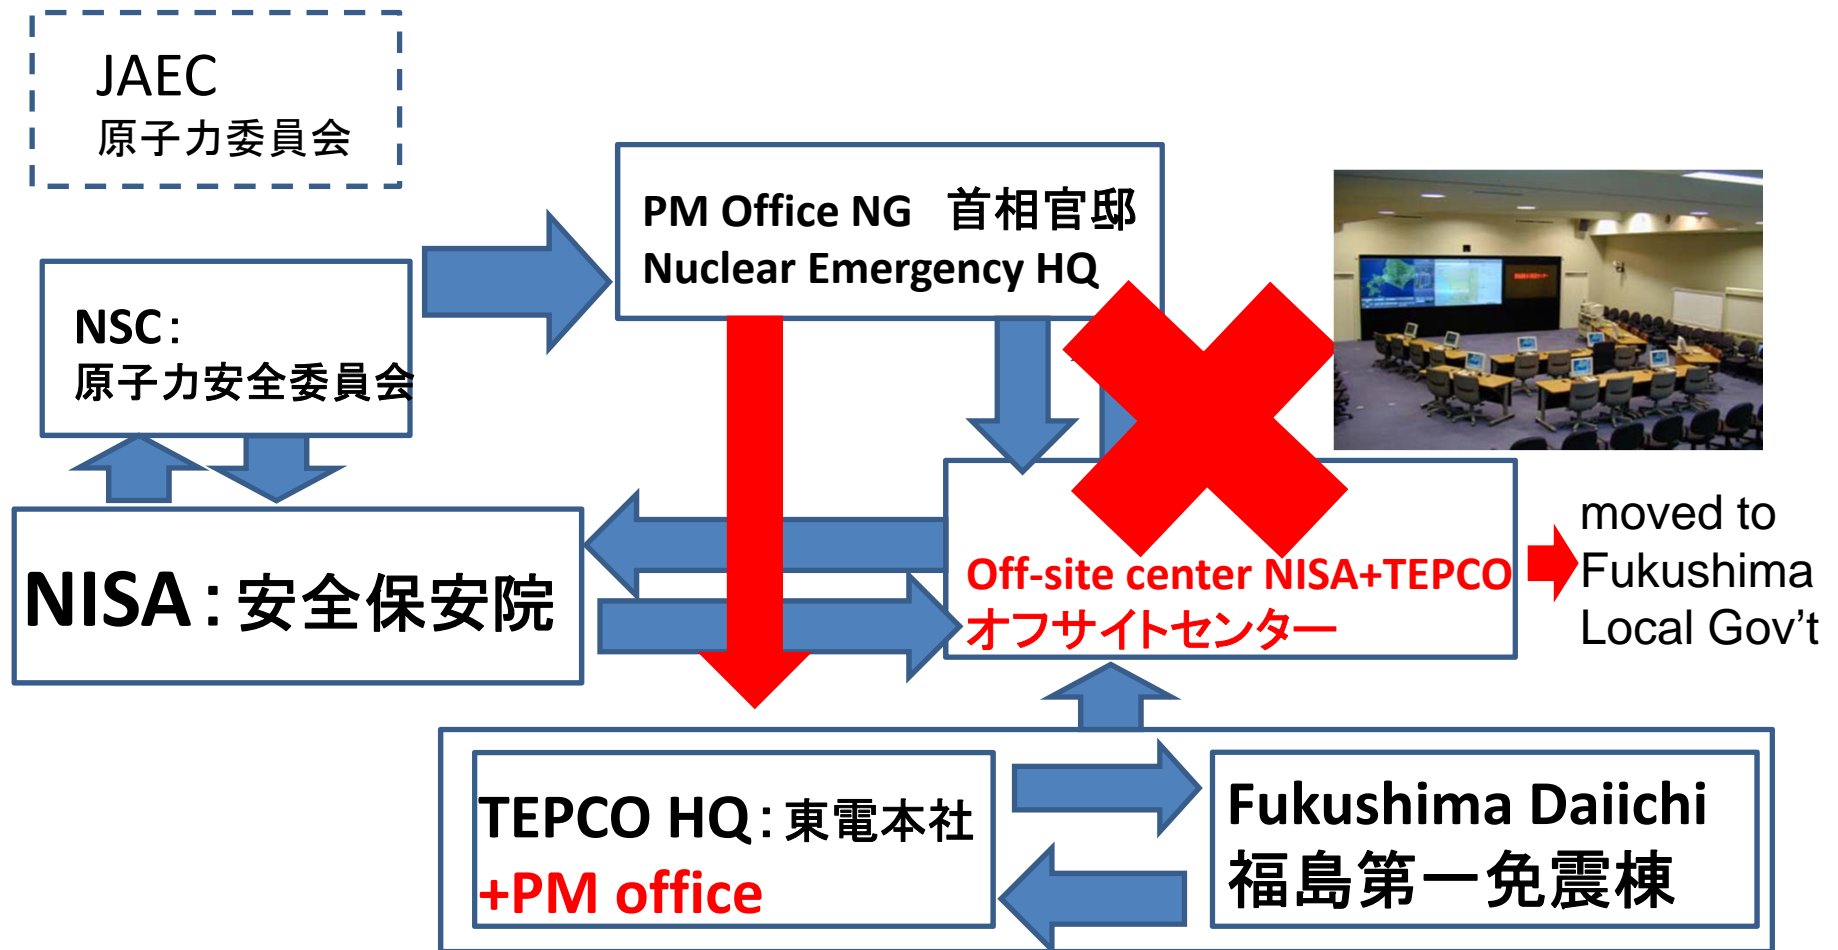 JAEC
原子力委員会
PM Office NG 首相官邸
Nuclear Emergency HQ
NSC：
原子力安全委員会
NISA：安全保安院
Off-site center NISA+TEPCO
オフサイトセンター
moved to
Fukushima
Local Gov't
TEPCO HQ：東電本社
+PM office
Fukushima Daiichi
福島第一免震棟